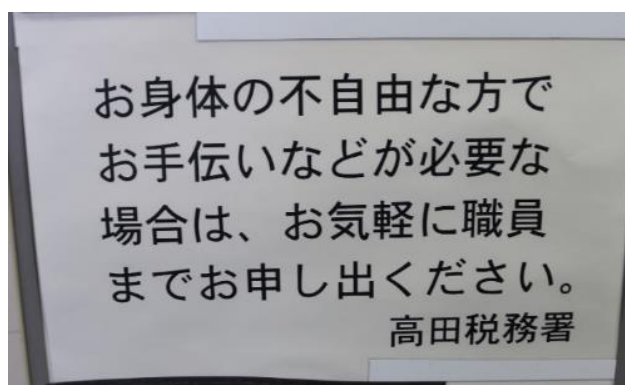 お身体の不自由な方で
お手伝いなどが必要な
場合は、お気軽に職員
までお申し出ください。
高田税務署